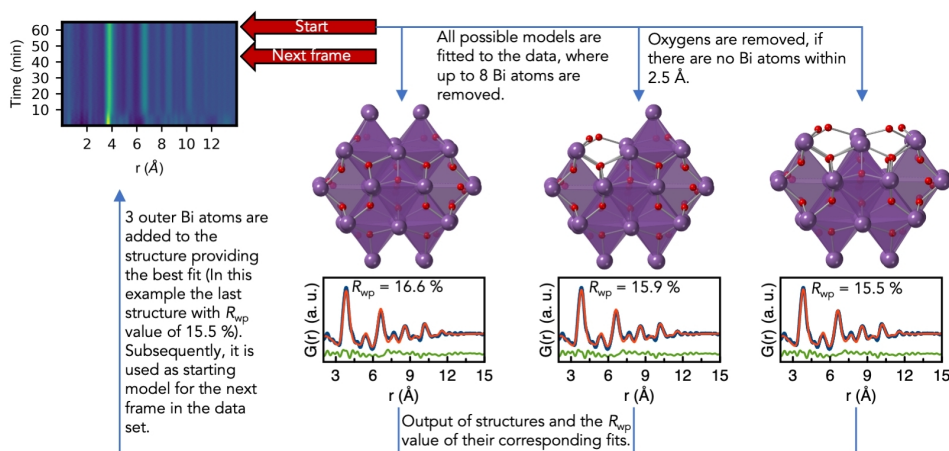 Start
Next frame
60
50
40
30
20
10
Time (min)
2 4 6 8 10 12
r (Å)
All possible models are
fitted to the data, where
up to 8 Bi atoms are
removed.
Oxygens are removed, if
there are no Bi atoms within
2.5 Å.
3 outer Bi atoms are
added to the
structure providing
the best fit (In this
example the last
structure with Rwp
value of 15.5 %).
Subsequently, it is
used as starting
model for the next
frame in the data
set.
Rwp = 16.6 %
G(r) (a. u.)
3 6 9 12 15
r (Å)
Rwp = 15.9 %
G(r) (a. u.)
3 6 9 12 15
r (Å)
Rwp = 15.5 %
G(r) (a. u.)
3 6 9 12 15
r (Å)
Output of structures and the Rwp
value of their corresponding fits.